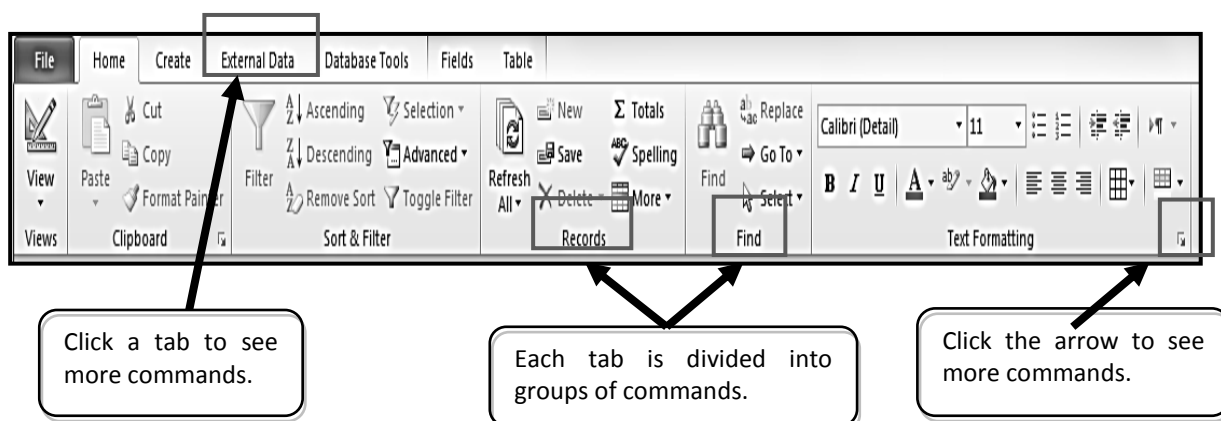 File Home Create External Data Database Tools Fields Table
Cut Ascending Selection New Σ Totals Replace
Calibri (Detail) 11
Copy Descending Advanced Save Spelling Go To
View Paste Format Painter Filter Remove Sort Toggle Filter Refresh All Delete More Find Select
B I U A
Views Clipboard Sort & Filter Records Find Text Formatting
Click a tab to see
more commands.
Each tab is divided into
groups of commands.
Click the arrow to see
more commands.